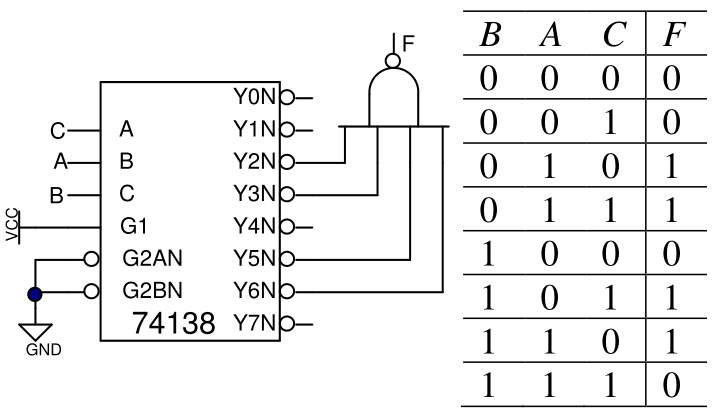 F
Y0N
C A Y1N
A B Y2N
B C Y3N
VCC G1 Y4N
G2AN Y5N
G2BN Y6N
74138 Y7N
GND
B A C F
0 0 0 0
0 0 1 0
0 1 0 1
0 1 1 1
1 0 0 0
1 0 1 1
1 1 0 1
1 1 1 0